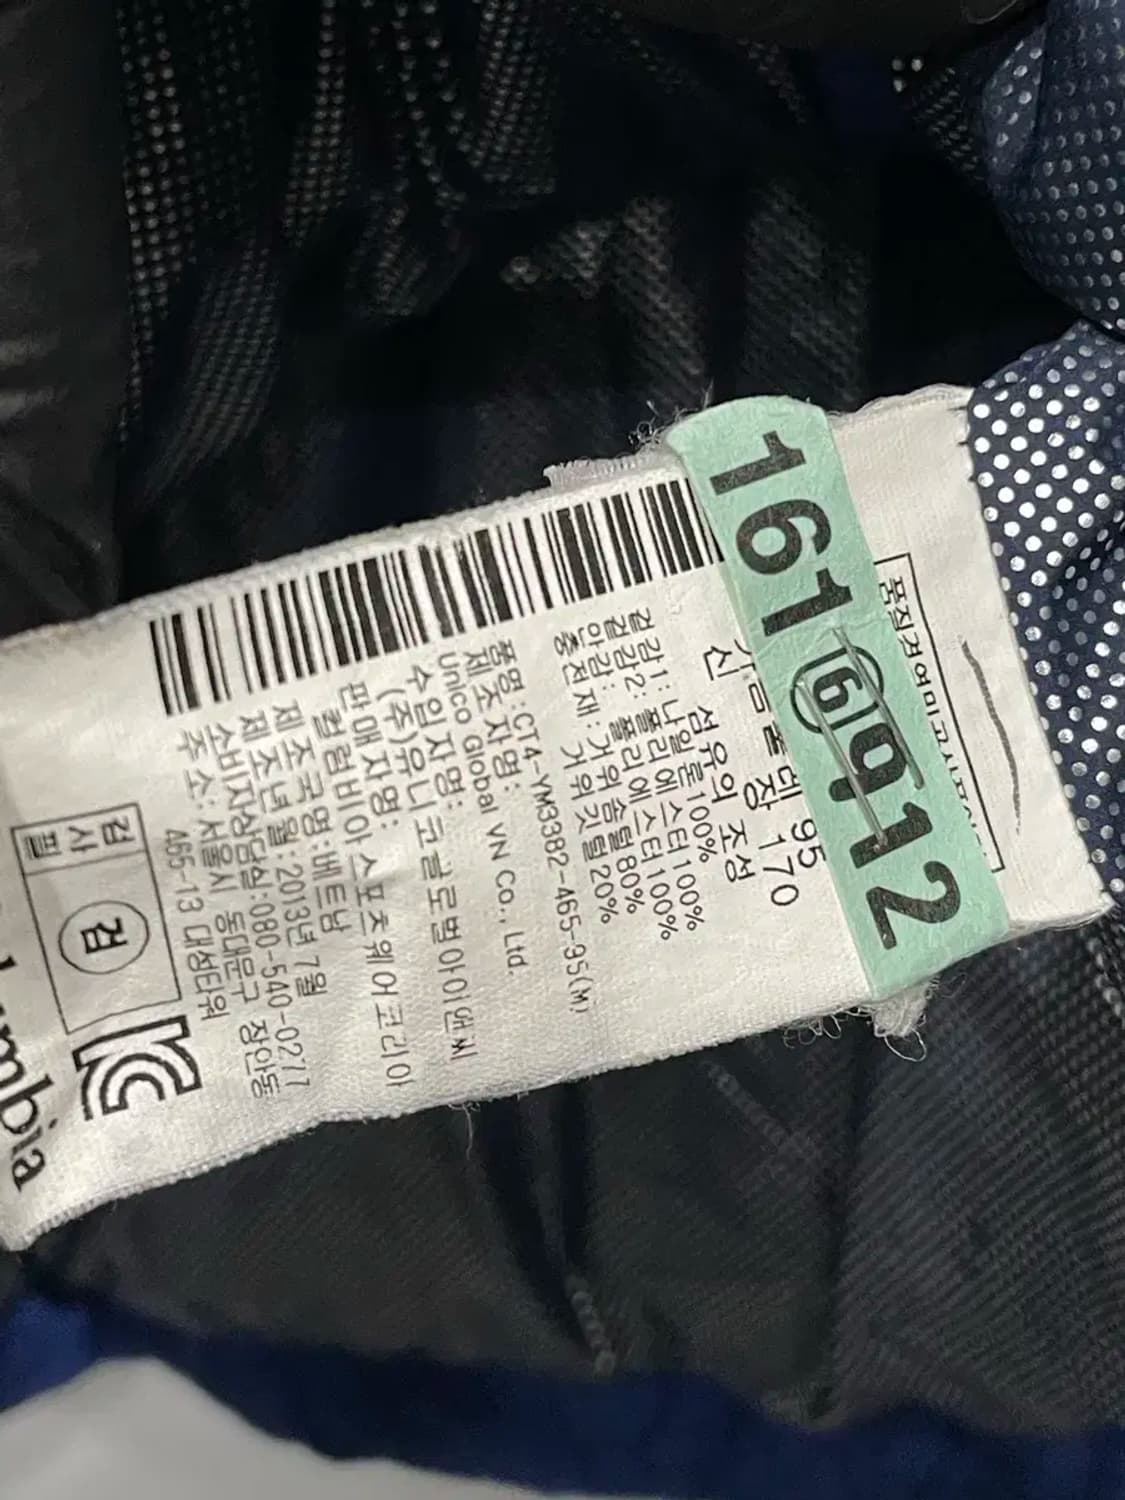 161 6 912
품질경영및공산품
가슴둘레 95
신장 170
섬유의 조성
겉감1: 나일론100%
겉감2: 폴리에스터100%
안감: 폴리에스터100%
충전재: 거위솜털80%
거위깃털20%
품명:CT4-YM3382-465-95(M)
제조자명:
Unico Global VN Co., Ltd.
수입자명:
(주)유니코글로벌아이앤씨
판매자명:
컬럼비아스포츠웨어코리아
제조국명:베트남
제조년월:2013년 7월
소비자상담실:080-540-0277
주소:서울시 동대문구 장안동
465-13 대성타워
검사필
검
KC
mbia